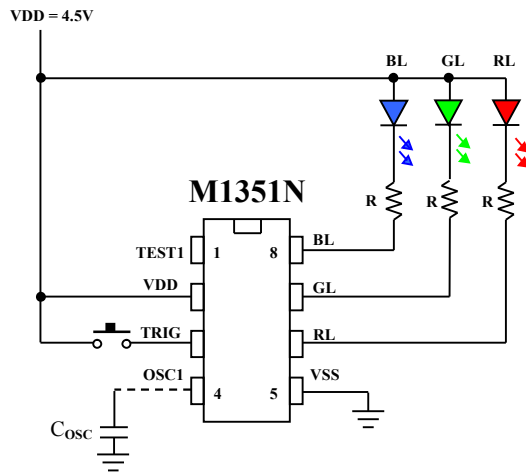 VDD = 4.5V
BL GL RL
R R R
M1351N
TEST1 1 8 BL
VDD GL
TRIG RL
OSC1 4 5 VSS
COSC